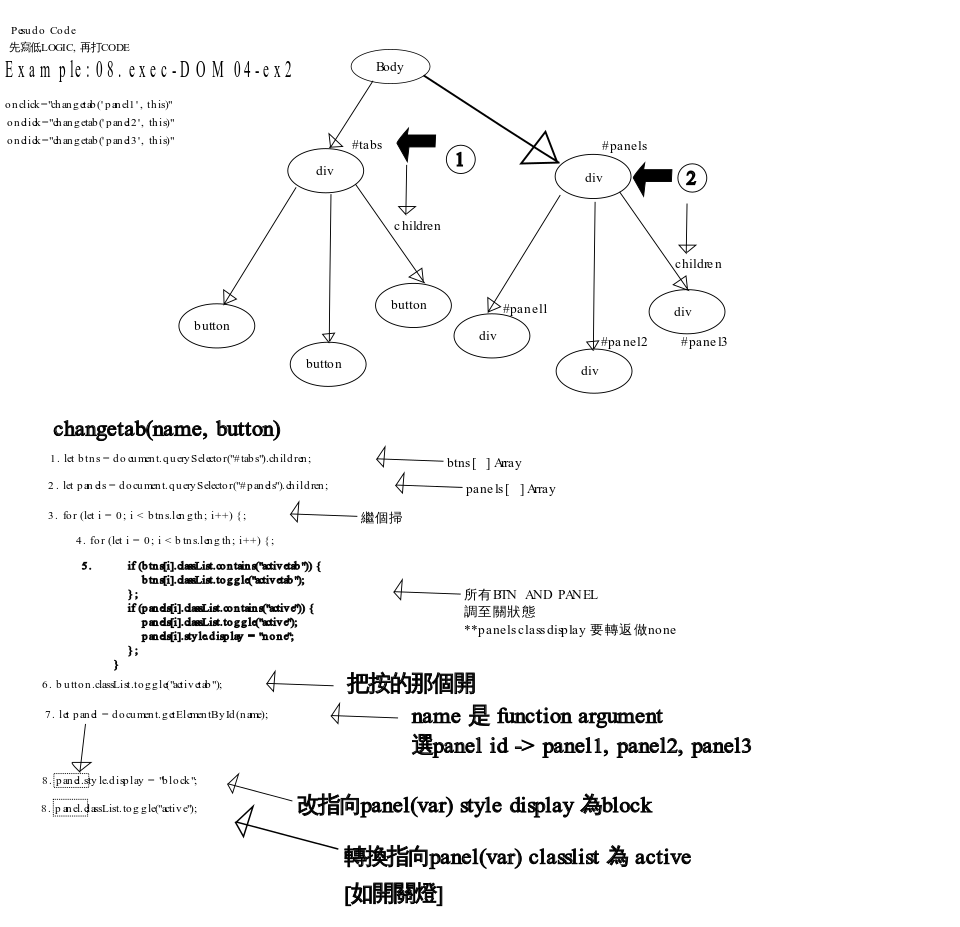 Pesudo Code
先寫低LOGIC, 再打CODE
Example:08.exec-DOM 04-ex2
onclick="changetab('panel1', this)"
onclick="changetab('panel2', this)"
onclick="changetab('panel3', this)"
Body
#tabs
1
div
children
#panels
2
div
children
button
button
button
#panel1
div
#panel2
div
div
#panel3
changetab(name, button)
1. let btns = document.querySelector("#tabs").children;
btns[ ] Array
2. let panels = document.querySelector("#panels").children;
panels[ ] Array
3. for (let i = 0; i < btns.length; i++) {;
繼個掃
4. for (let i = 0; i < btns.length; i++) {;
5. if (btns[i].classList.contains("activetab")) {
btns[i].classList.toggle("activetab");
};
if (panels[i].classList.contains("active")) {
panels[i].classList.toggle("active");
panels[i].style.display = "none";
};
}
所有BTN AND PANEL
調至關狀態
**panels class display 要轉返做none
6. button.classList.toggle("activetab");
把按的那個開
7. let panel = document.getElementById(name);
name 是 function argument
選panel id -> panel1, panel2, panel3
8. panel.style.display = "block";
改指向panel(var) style display 為block
8. panel.classList.toggle("active");
轉換指向panel(var) classlist 為 active
[如開關燈]